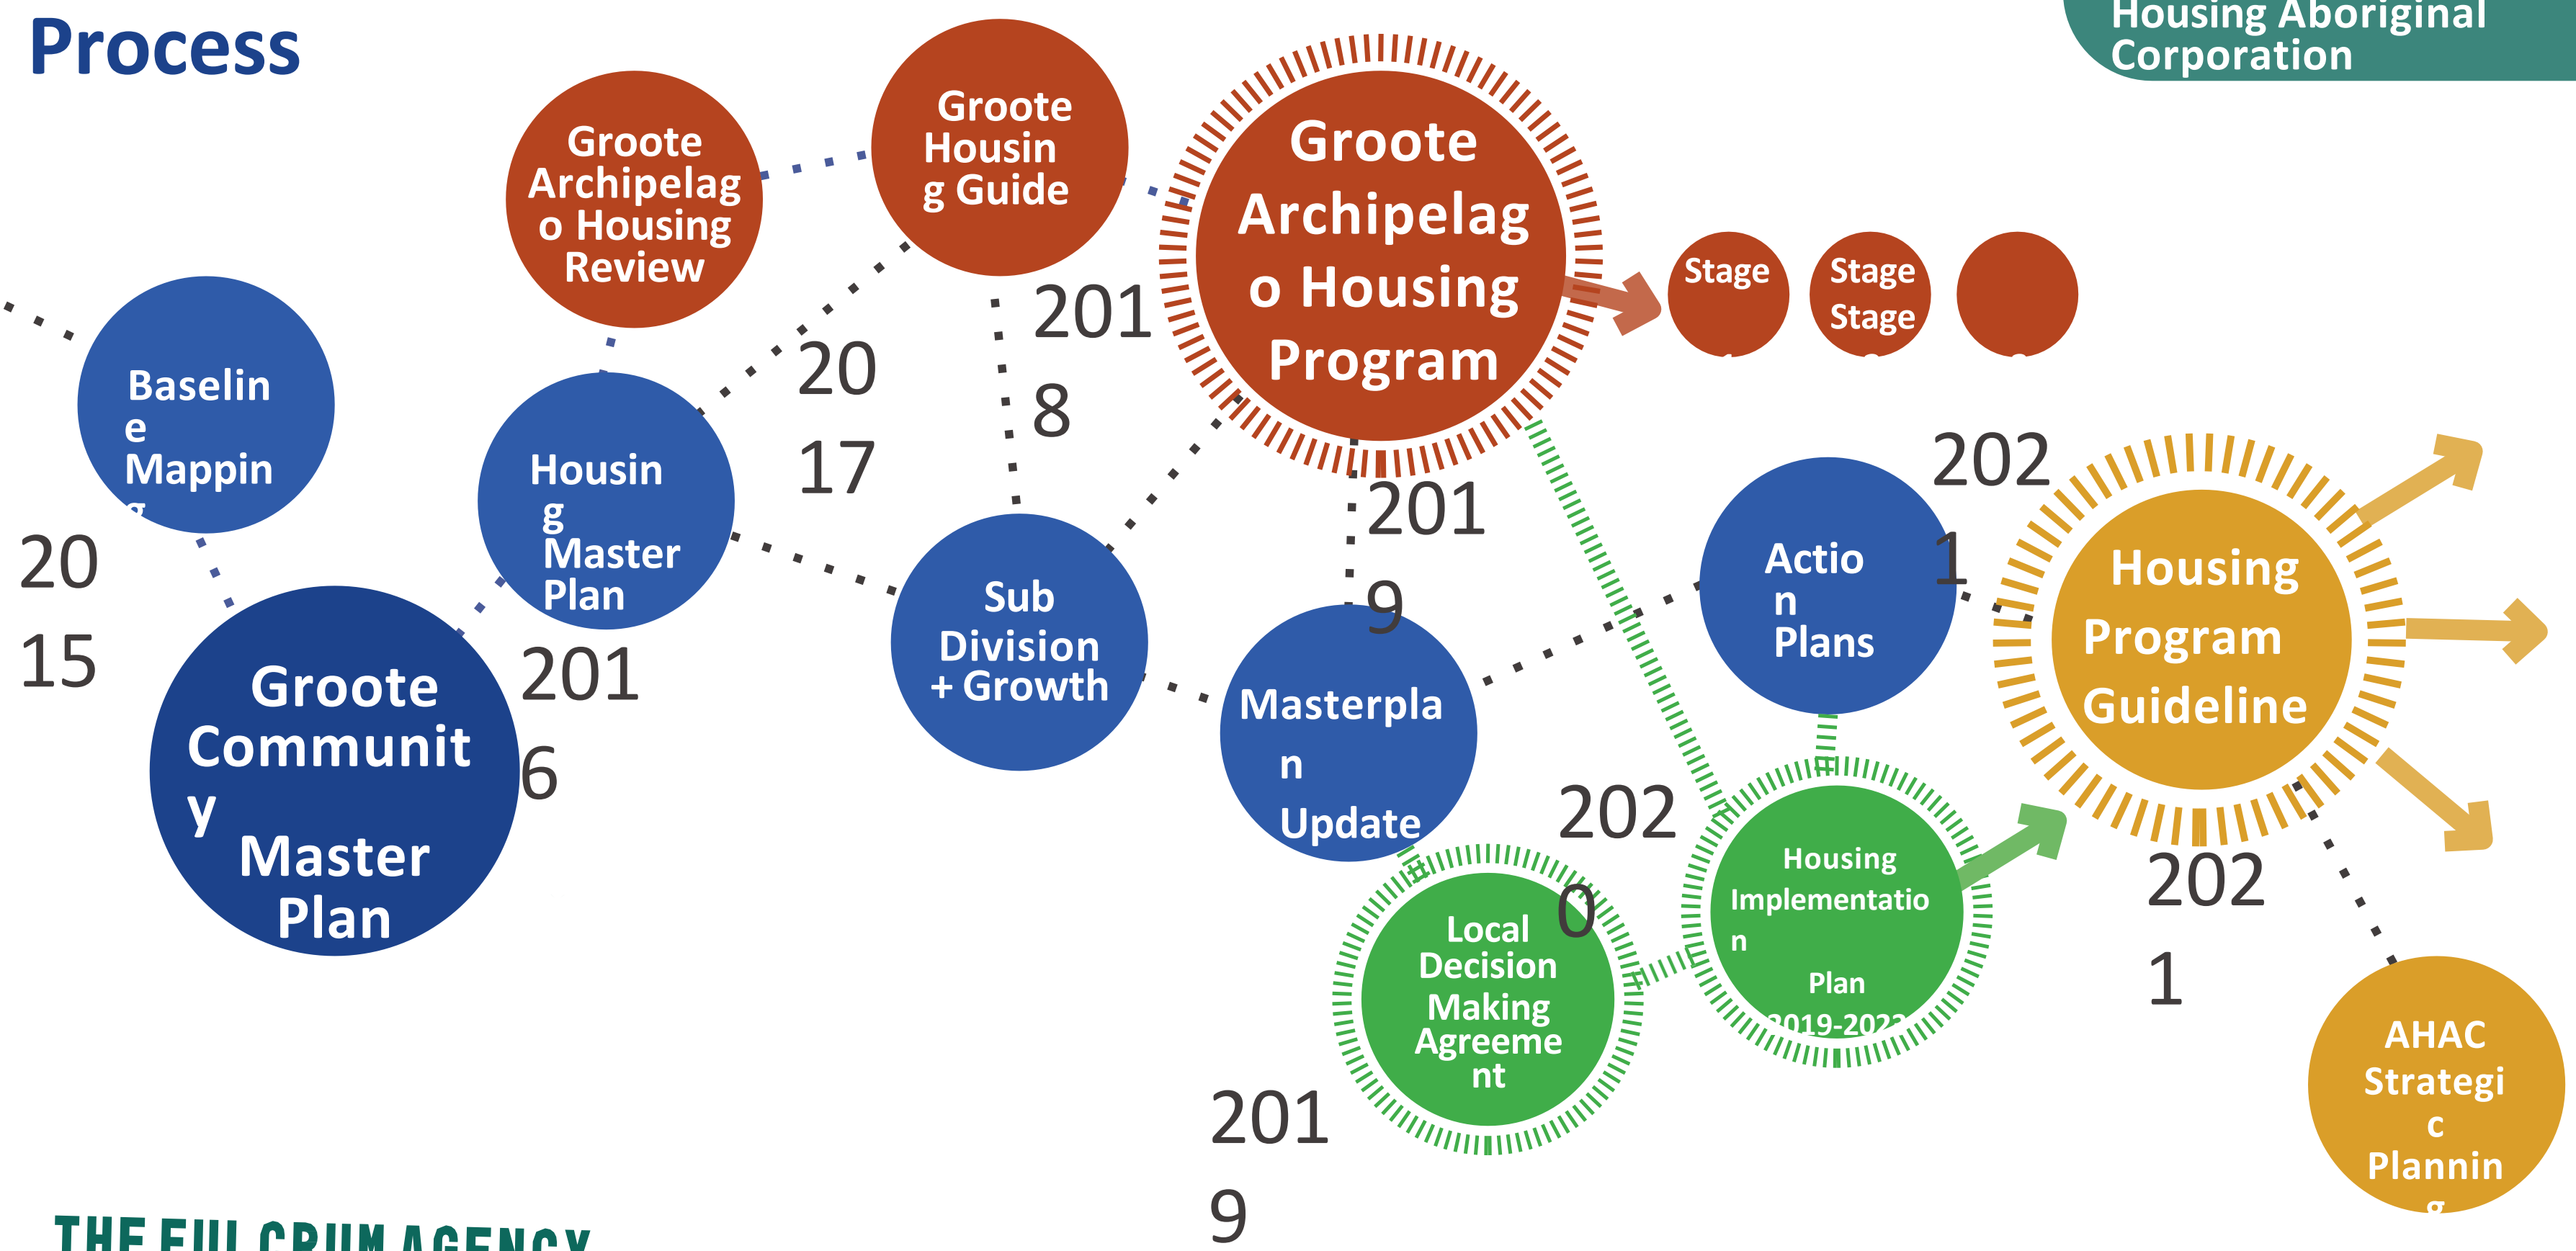 Process
Housing Aboriginal
Corporation
Groote
Archipelag
o Housing
Review
Groote
Housin
g Guide
Groote
Archipelag
o Housing
Program
Stage
Stage
Stage
Baselin
e
Mappin
g
20
15
Groote
Communit
y
Master
Plan
Housin
g
Master
Plan
201
6
20
17
201
8
Sub
Division
+ Growth
201
9
Masterpla
n
Update
Actio
n
Plans
202
1
Housing
Program
Guideline
202
0
Housing
Implementatio
n
Plan
Local
Decision
Making
Agreeme
nt
201
9
202
1
AHAC
Strategi
c
Plannin
g
THE FULCRUM AGENCY